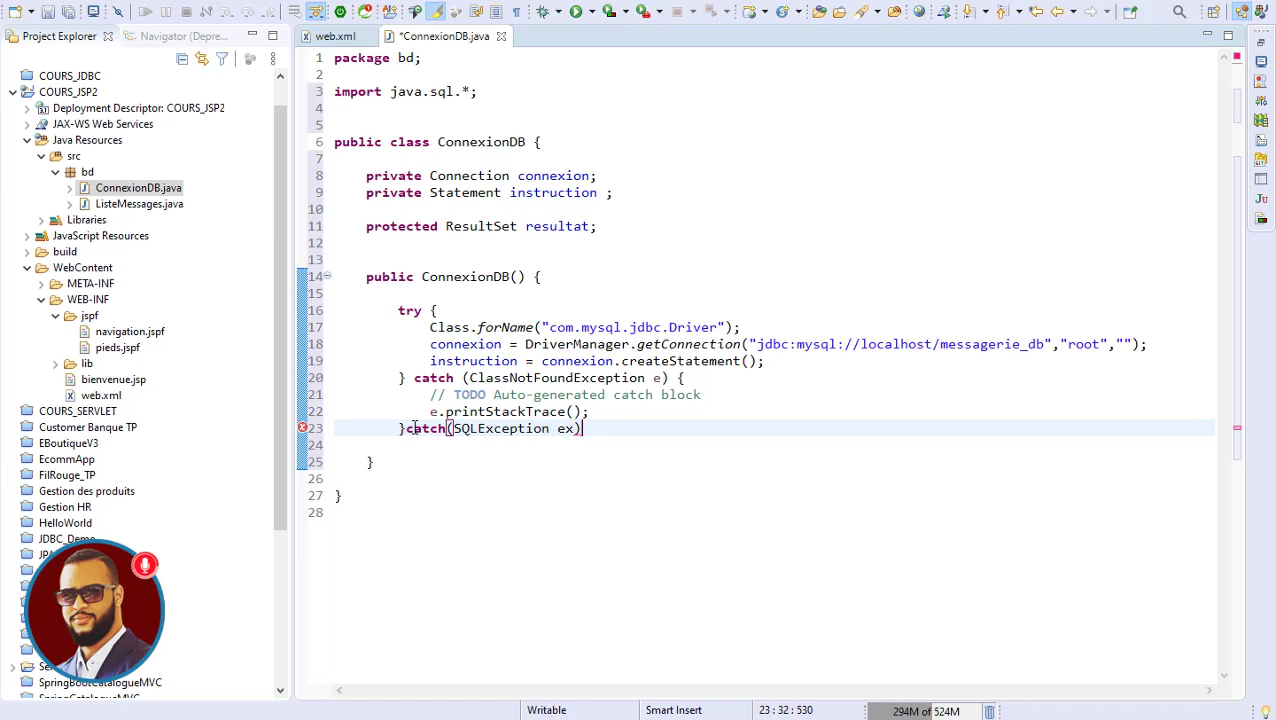 Project Explorer
Navigator (Depre...
web.xml
*ConnexionDB.java
COURS_JDBC
COURS_JSP2
Deployment Descriptor: COURS_JSP2
JAX-WS Web Services
Java Resources
src
bd
ConnexionDB.java
ListeMessages.java
Libraries
JavaScript Resources
build
WebContent
META-INF
WEB-INF
jspf
navigation.jspf
pieds.jspf
lib
bienvenue.jsp
web.xml
COURS_SERVLET
Customer Banque TP
EBoutiqueV3
EcommApp
FilRouge_TP
Gestion des produits
Gestion HR
HelloWorld
JDBC_Demo
SpringBootCatalogueMVC
SpringCatalogueMVC
1 package bd;
2
3 import java.sql.*;
4
5
6 public class ConnexionDB {
7
8 private Connection connexion;
9 private Statement instruction ;
10
11 protected ResultSet resultat;
12
13
14 public ConnexionDB() {
15
16 try {
17 Class.forName("com.mysql.jdbc.Driver");
18 connexion = DriverManager.getConnection("jdbc:mysql://localhost/messagerie_db","root","");
19 instruction = connexion.createStatement();
20 } catch (ClassNotFoundException e) {
21 // TODO Auto-generated catch block
22 e.printStackTrace();
23 }catch(SQLException ex)
24
25 }
26
27 }
28
Writable
Smart Insert
23 : 32 : 530
294M of 524M